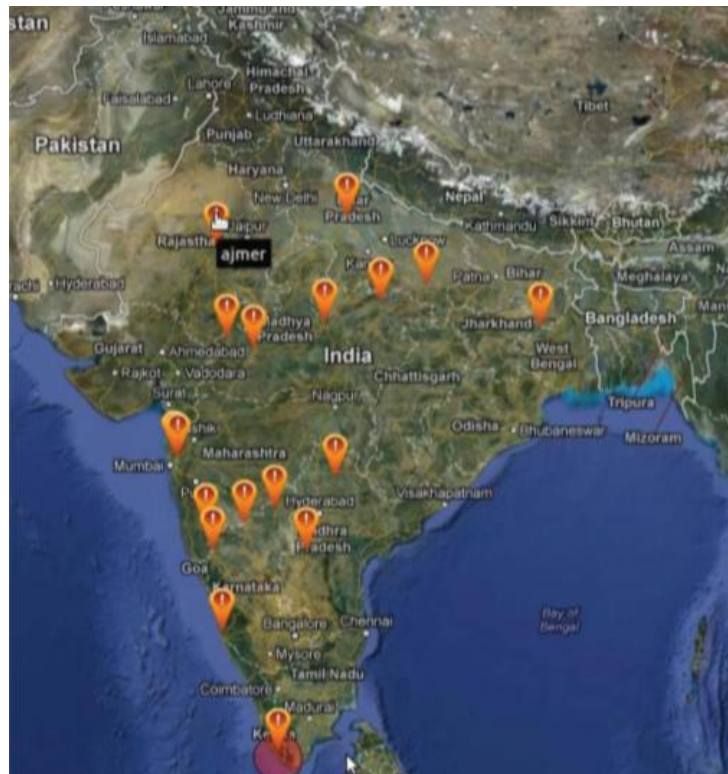 stan
Jammu and
Kashmir
Islamabad
Himachal
Pradesh
Lahore
Faisalabad
Ludhiana
Tibet
Punjab
Pakistan
Uttarakhand
Haryana
New Delhi
Nepal
Pradesh
Kathmandu
Sikkim
Bhutan
Jaipur
Lucknow
Assam
ajmer
Patna
Bihar
Meghalaya
Hyderabad
Jharkhand
Bangladesh
Pradesh
Gujarat
Ahmedabad
India
West
Bengal
Rajkot
Vadodara
Chhattisgarh
Surat
Nagpur
Tripura
Odisha
Bhubaneswar
Mizoram
Maharashtra
Mumbai
Hyderabad
Visakhapatnam
Pradesh
Goa
Karnataka
Bay of
Bengal
Bangalore
Chennai
Mysore
Tamil Nadu
Coimbatore
Madurai